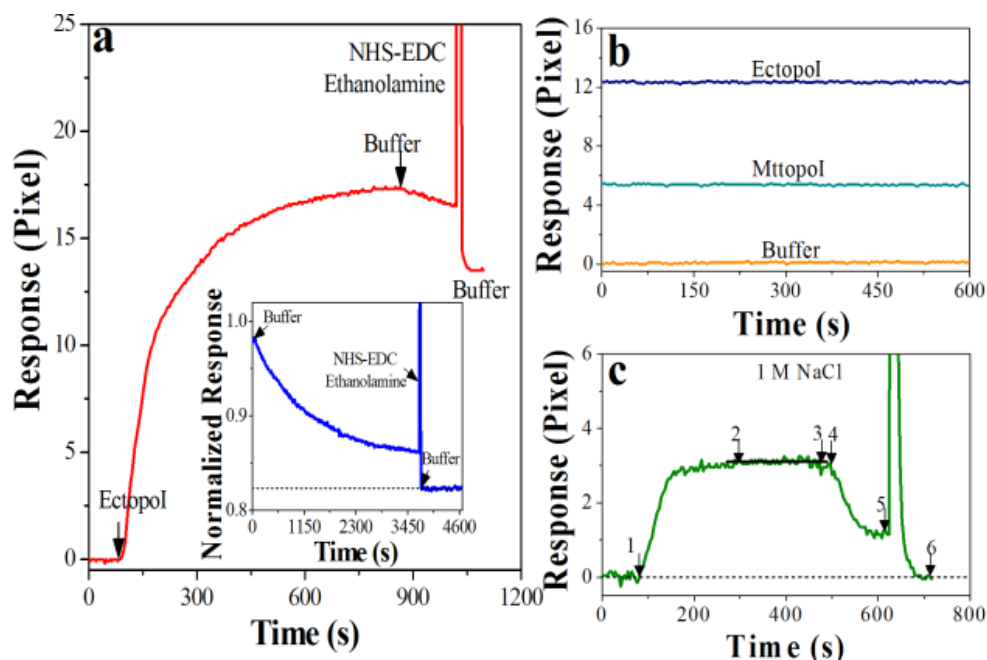 a
Response (Pixel)
25
20
15
10
5
0
NHS-EDC
Ethanolamine
Buffer
Buffer
EctopoI
0
300
600
900
1200
Time (s)
Normalized Response
1.0
0.9
0.8
Buffer
NHS-EDC
Ethanolamine
Buffer
0
1150
2300
3450
4600
Time (s)
b
Response (Pixel)
16
12
8
4
0
EctopoI
MttopoI
Buffer
0
150
300
450
600
Time (s)
c
Response (Pixel)
6
4
2
0
1 M NaCl
1
2
3
4
5
6
0
200
400
600
800
Time (s)